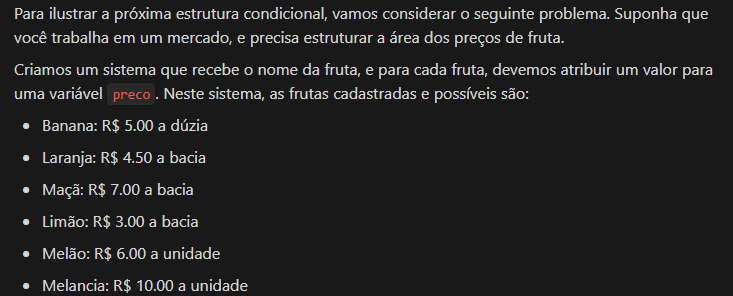 Para ilustrar a próxima estrutura condicional, vamos considerar o seguinte problema. Suponha que
você trabalha em um mercado, e precisa estruturar a área dos preços de fruta.
Criamos um sistema que recebe o nome da fruta, e para cada fruta, devemos atribuir um valor para
uma variável preco. Neste sistema, as frutas cadastradas e possíveis são:
• Banana: R$ 5.00 a dúzia
• Laranja: R$ 4.50 a bacia
• Maçã: R$ 7.00 a bacia
• Limão: R$ 3.00 a bacia
• Melão: R$ 6.00 a unidade
• Melancia: R$ 10.00 a unidade